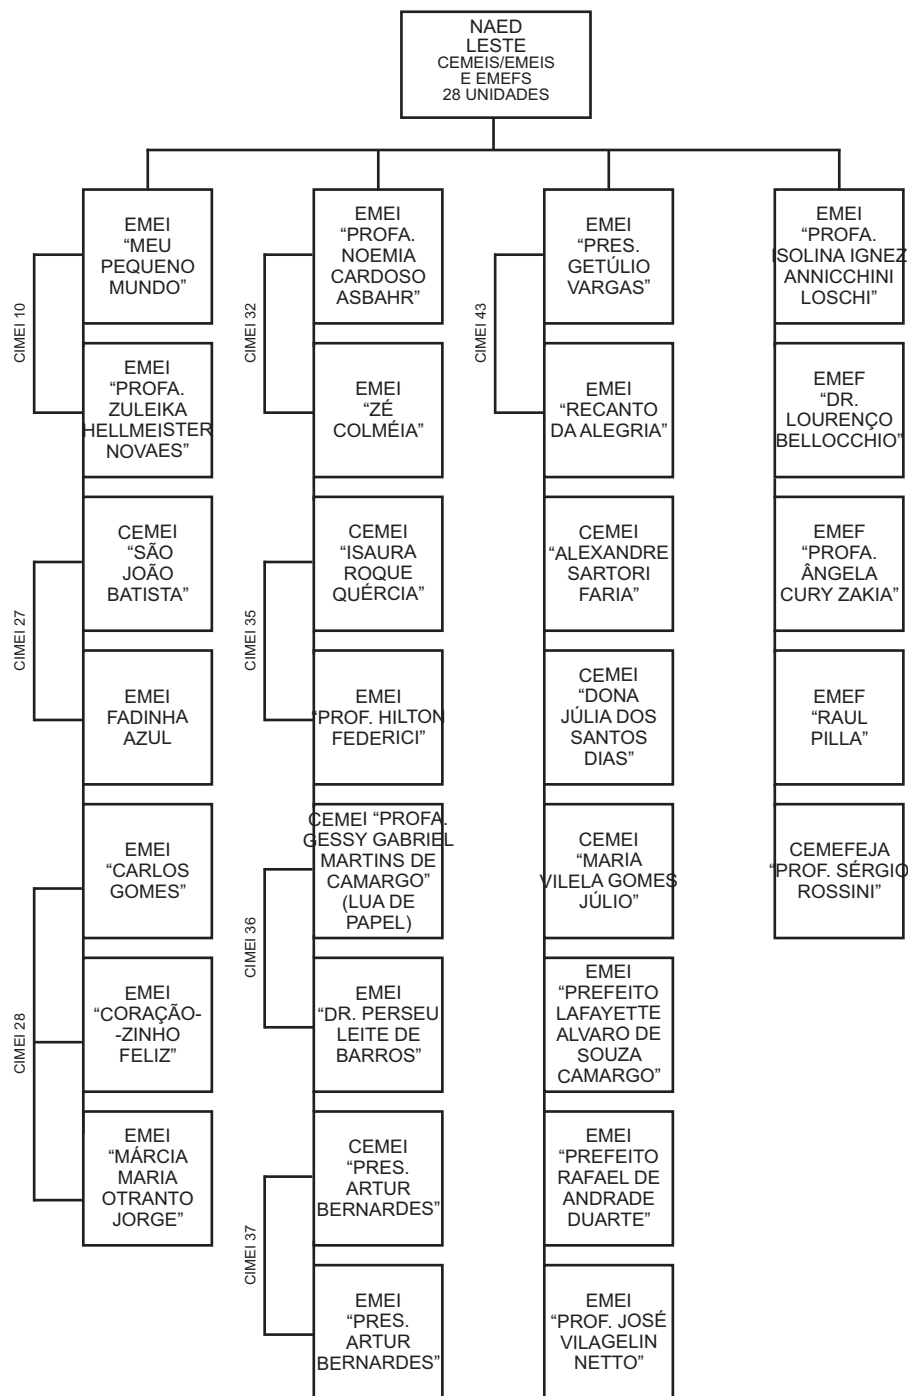 NAED
LESTE
CEMEIS/EMEIS
E EMEFS
28 UNIDADES
CIMEI 10
EMEI
“MEU
PEQUENO
MUNDO”
EMEI
“PROFA.
ZULEIKA
HELLMEISTER
NOVAES”
CIMEI 27
CEMEI
“SÃO
JOÃO
BATISTA”
EMEI
FADINHA
AZUL
CIMEI 28
EMEI
“CARLOS
GOMES”
EMEI
“CORAÇÃO-
-ZINHO
FELIZ”
EMEI
“MÁRCIA
MARIA
OTRANTO
JORGE”
CIMEI 32
EMEI
“PROFA.
NOEMIA
CARDOSO
ASBAHR”
EMEI
“ZÉ
COLMÉIA”
CIMEI 35
CEMEI
“ISAURA
ROQUE
QUÉRCIA”
EMEI
“PROF. HILTON
FEDERICI”
CIMEI 36
CEMEI “PROFA.
GESSY GABRIEL
MARTINS DE
CAMARGO”
(LUA DE
PAPEL)
EMEI
“DR. PERSEU
LEITE DE
BARROS”
CIMEI 37
CEMEI
“PRES.
ARTUR
BERNARDES”
EMEI
“PRES.
ARTUR
BERNARDES”
CIMEI 43
EMEI
“PRES.
GETÚLIO
VARGAS”
EMEI
“RECANTO
DA ALEGRIA”
CEMEI
“ALEXANDRE
SARTORI
FARIA”
CEMEI
“DONA
JÚLIA DOS
SANTOS
DIAS”
CEMEI
“MARIA
VILELA GOMES
JÚLIO”
EMEI
“PREFEITO
LAFAYETTE
ALVARO DE
SOUZA
CAMARGO”
EMEI
“PREFEITO
RAFAEL DE
ANDRADE
DUARTE”
EMEI
“PROF. JOSÉ
VILAGELIN
NETTO”
EMEI
“PROFA.
ISOLINA IGNEZ
ANNICCHINI
LOSCHI”
EMEF
“DR.
LOURENÇO
BELLOCCHIO”
EMEF
“PROFA.
ÂNGELA
CURY ZAKIA”
EMEF
“RAUL
PILLA”
CEMEFEJA
“PROF. SÉRGIO
ROSSINI”